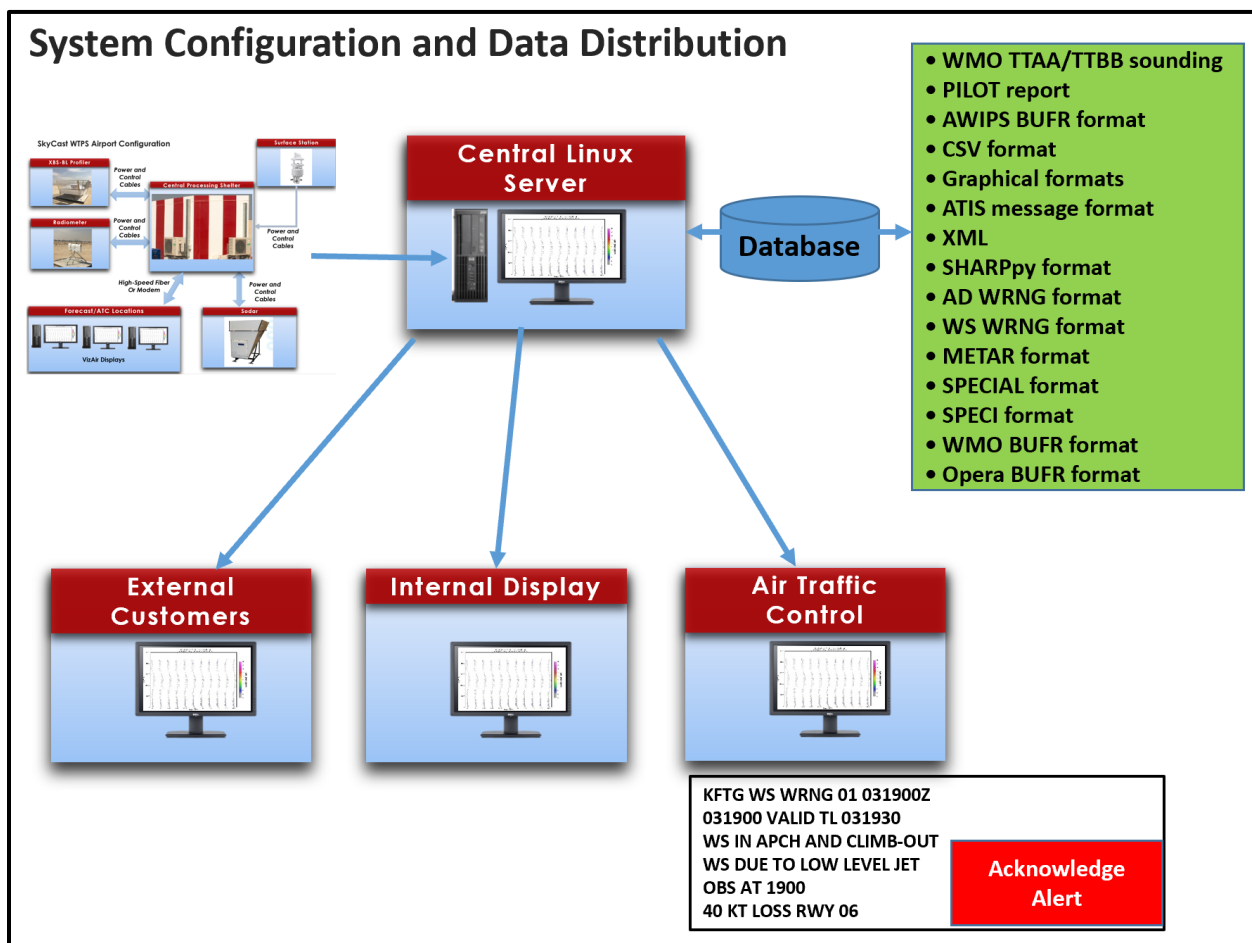 System Configuration and Data Distribution
SkyCast WTPS Airport Configuration
XBS-BL Profiler
Power and
Control
Cables
Central Processing Shelter
Surface Station
Radiometer
Power and
Control
Cables
Power and
Control
Cables
High-Speed Fiber
Or Modem
Power and
Control
Cables
Forecast/ATC Locations
VizAir Displays
Sodar
Central Linux
Server
Database
• WMO TTAA/TTBB sounding
• PILOT report
• AWIPS BUFR format
• CSV format
• Graphical formats
• ATIS message format
• XML
• SHARPpy format
• AD WRNG format
• WS WRNG format
• METAR format
• SPECIAL format
• SPECI format
• WMO BUFR format
• Opera BUFR format
External
Customers
Internal Display
Air Traffic
Control
KFTG WS WRNG 01 031900Z
031900 VALID TL 031930
WS IN APCH AND CLIMB-OUT
WS DUE TO LOW LEVEL JET
OBS AT 1900
40 KT LOSS RWY 06
Acknowledge
Alert